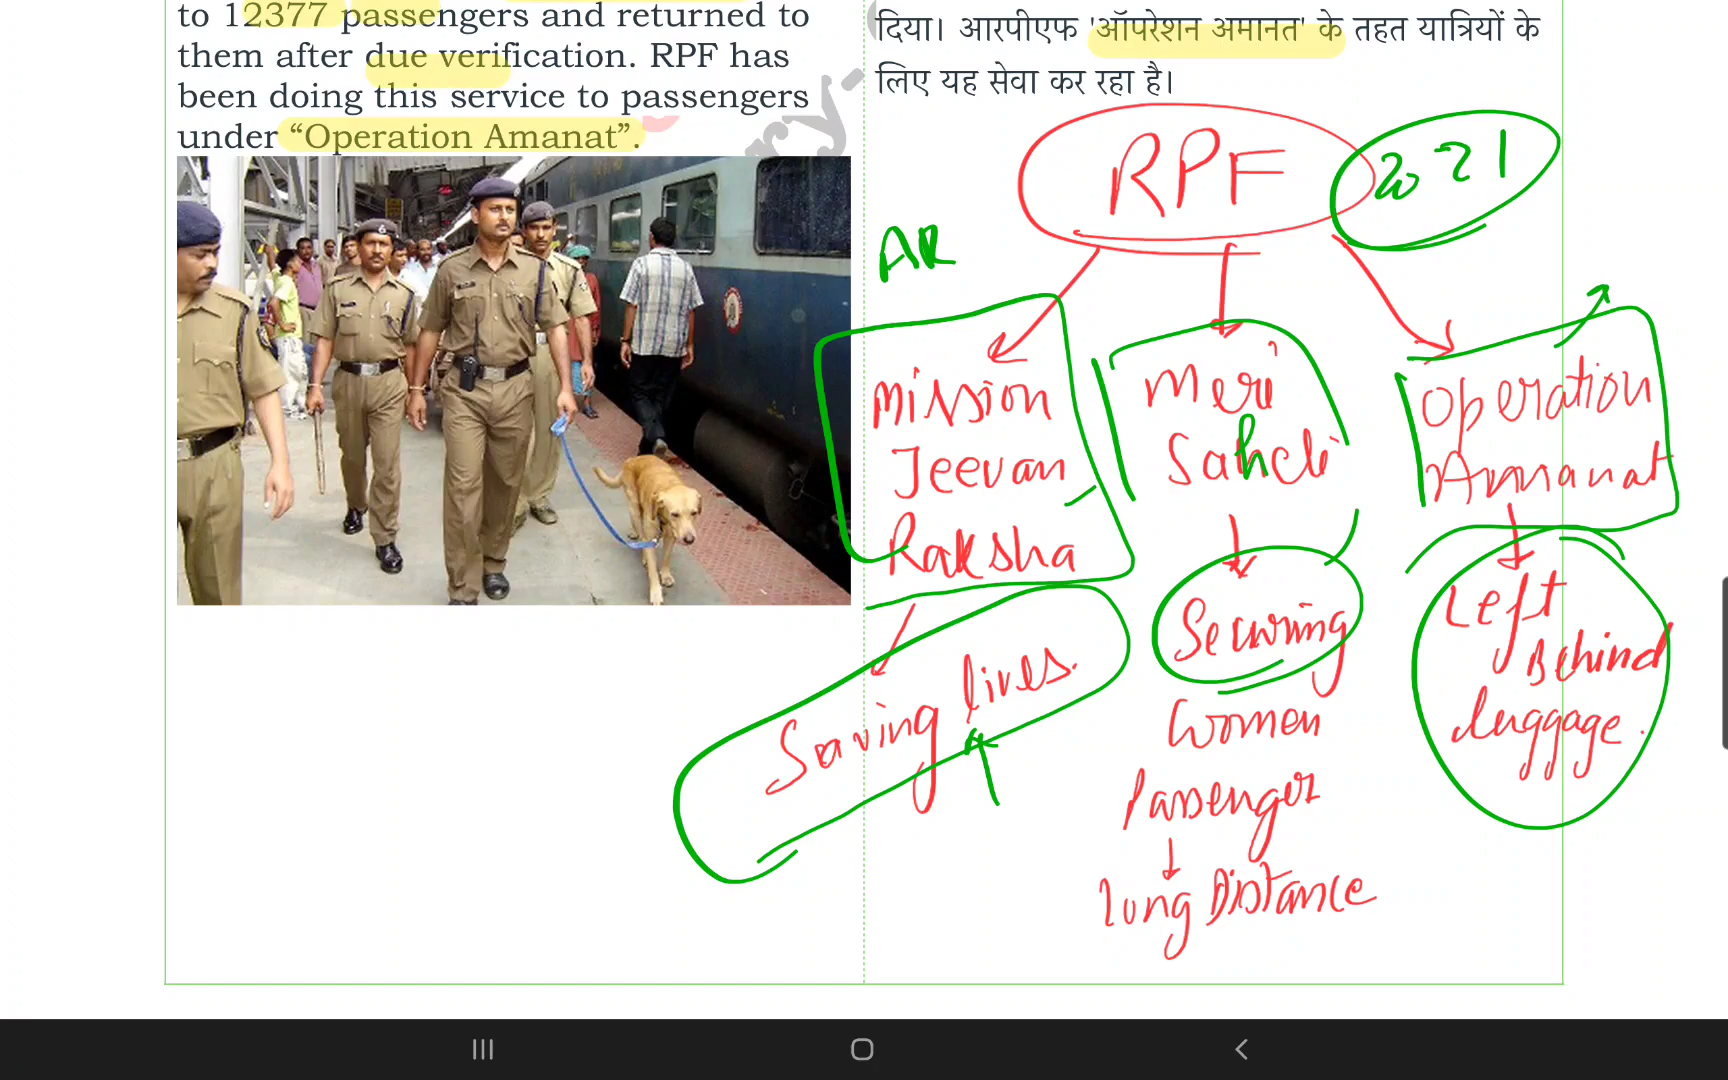 to 12377 passengers and returned to
them after due verification. RPF has
been doing this service to passengers
under “Operation Amanat”.
दिया। आरपीएफ 'ऑपरेशन अमानत' के तहत यात्रियों के
लिए यह सेवा कर रहा है।
RPF
2021
AR
Mission
Jeevan
Raksha
Saving lives.
Meri
Saheli
Securing
Women
Passenger
long Distance
Operation
Amanat
Left
Behind
luggage.